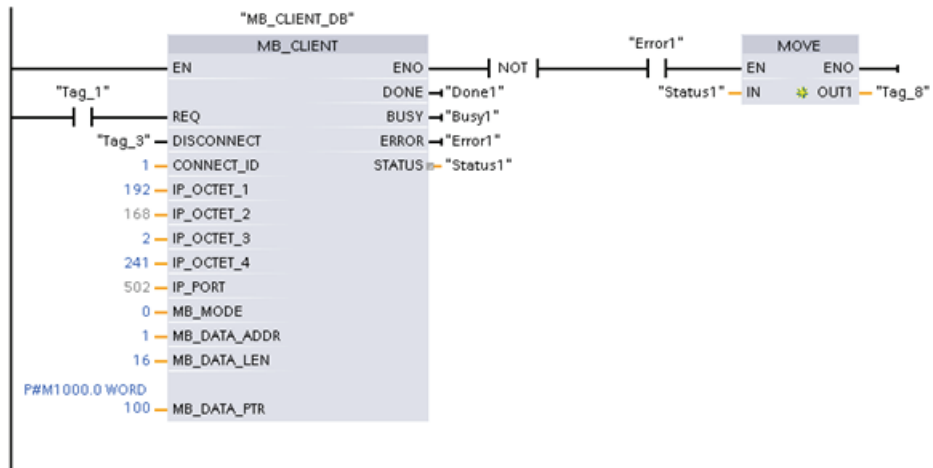 "MB_CLIENT_DB"
MB_CLIENT
"Error1"
MOVE
EN ENO NOT EN ENO
"Tag_1" DONE "Done1" "Status1" IN OUT1 "Tag_8"
REQ BUSY "Busy1"
"Tag_3" DISCONNECT ERROR "Error1"
1 CONNECT_ID STATUS "Status1"
192 IP_OCTET_1
168 IP_OCTET_2
2 IP_OCTET_3
241 IP_OCTET_4
502 IP_PORT
0 MB_MODE
1 MB_DATA_ADDR
16 MB_DATA_LEN
P#M1000.0 WORD
100 MB_DATA_PTR